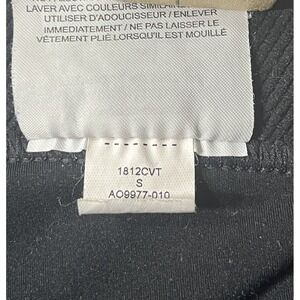 LAVER AVEC COULEURS SIMILAIRES
UTILISER D'ADOUCISSEUR / ENLEVER
IMMEDIATEMENT / NE PAS LAISSER LE
VÊTEMENT PLIÉ LORSQU'IL EST MOUILLÉ
1812CVT
S
AO9977-010